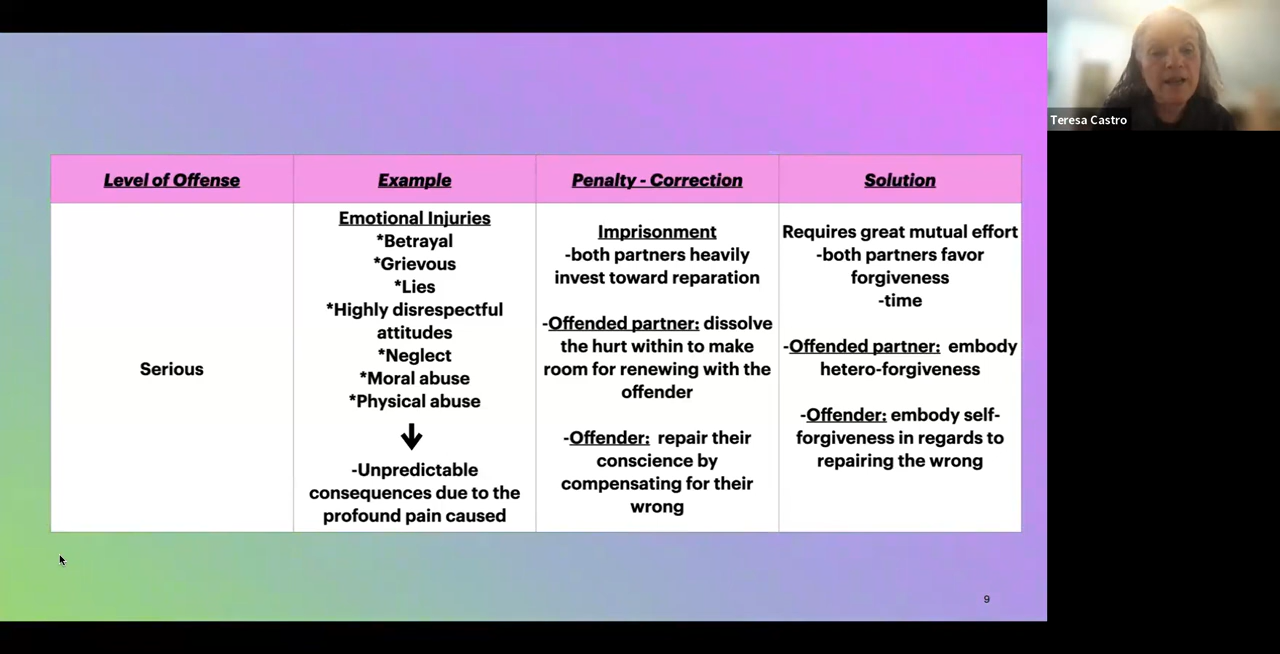 Teresa Castro
Level of Offense
Example
Penalty - Correction
Solution
Serious
Emotional Injuries
*Betrayal
*Grievous
*Lies
*Highly disrespectful
attitudes
*Neglect
*Moral abuse
*Physical abuse
-Unpredictable
consequences due to the
profound pain caused
Imprisonment
-both partners heavily
invest toward reparation
-Offended partner: dissolve
the hurt within to make
room for renewing with the
offender
-Offender: repair their
conscience by
compensating for their
wrong
Requires great mutual effort
-both partners favor
forgiveness
-time
-Offended partner: embody
hetero-forgiveness
-Offender: embody self-
forgiveness in regards to
repairing the wrong
9